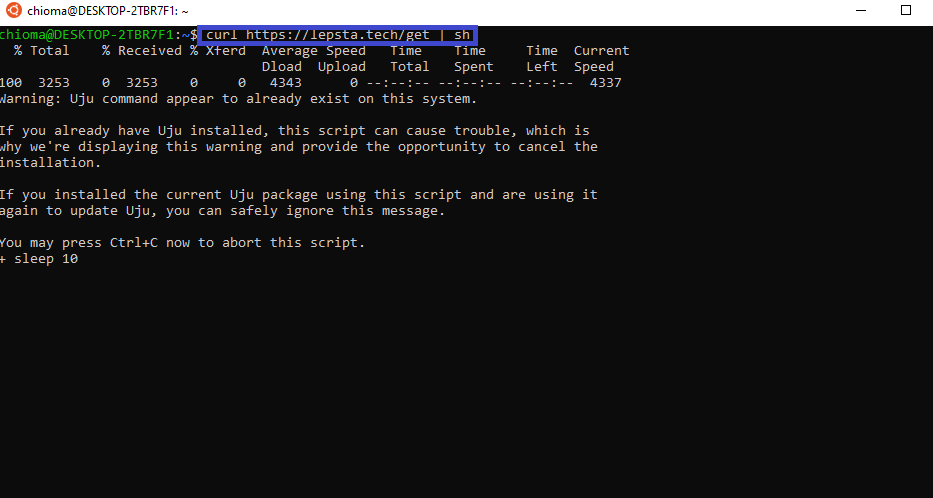 chioma@DESKTOP-2TBR7F1: ~
chioma@DESKTOP-2TBR7F1:~$ curl https://lepsta.tech/get | sh
% Total % Received % Xferd Average Speed Time Time Time Current
Dload Upload Total Spent Left Speed
100 3253 0 3253 0 0 4343 0 --:--:-- --:--:-- --:--:-- 4337
Warning: Uju command appear to already exist on this system.
If you already have Uju installed, this script can cause trouble, which is
why we're displaying this warning and provide the opportunity to cancel the
installation.
If you installed the current Uju package using this script and are using it
again to update Uju, you can safely ignore this message.
You may press Ctrl+C now to abort this script.
+ sleep 10